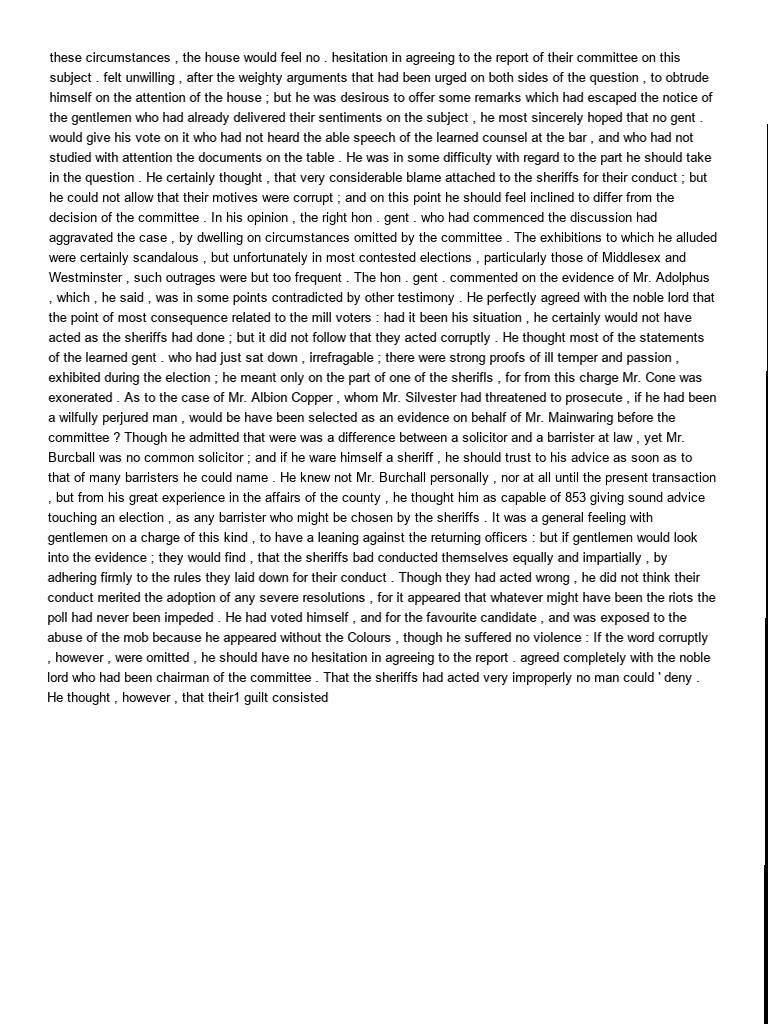 these circumstances , the house would feel no . hesitation in agreeing to the report of their committee on this
subject . felt unwilling , after the weighty arguments that had been urged on both sides of the question , to obtrude
himself on the attention of the house ; but he was desirous to offer some remarks which had escaped the notice of
the gentlemen who had already delivered their sentiments on the subject , he most sincerely hoped that no gent .
would give his vote on it who had not heard the able speech of the learned counsel at the bar , and who had not
studied with attention the documents on the table . He was in some difficulty with regard to the part he should take
in the question . He certainly thought , that very considerable blame attached to the sheriffs for their conduct ; but
he could not allow that their motives were corrupt ; and on this point he should feel inclined to differ from the
decision of the committee . In his opinion , the right hon . gent . who had commenced the discussion had
aggravated the case , by dwelling on circumstances omitted by the committee . The exhibitions to which he alluded
were certainly scandalous , but unfortunately in most contested elections , particularly those of Middlesex and
Westminster , such outrages were but too frequent . The hon . gent . commented on the evidence of Mr. Adolphus
, which , he said , was in some points contradicted by other testimony . He perfectly agreed with the noble lord that
the point of most consequence related to the mill voters : had it been his situation , he certainly would not have
acted as the sheriffs had done ; but it did not follow that they acted corruptly . He thought most of the statements
of the learned gent . who had just sat down , irrefragable ; there were strong proofs of ill temper and passion ,
exhibited during the election ; he meant only on the part of one of the sherifls , for from this charge Mr. Cone was
exonerated . As to the case of Mr. Albion Copper , whom Mr. Silvester had threatened to prosecute , if he had been
a wilfully perjured man , would be have been selected as an evidence on behalf of Mr. Mainwaring before the
committee ? Though he admitted that were was a difference between a solicitor and a barrister at law , yet Mr.
Burcball was no common solicitor ; and if he ware himself a sheriff , he should trust to his advice as soon as to
that of many barristers he could name . He knew not Mr. Burchall personally , nor at all until the present transaction
, but from his great experience in the affairs of the county , he thought him as capable of 853 giving sound advice
touching an election , as any barrister who might be chosen by the sheriffs . It was a general feeling with
gentlemen on a charge of this kind , to have a leaning against the returning officers : but if gentlemen would look
into the evidence ; they would find , that the sheriffs bad conducted themselves equally and impartially , by
adhering firmly to the rules they laid down for their conduct . Though they had acted wrong , he did not think their
conduct merited the adoption of any severe resolutions , for it appeared that whatever might have been the riots the
poll had never been impeded . He had voted himself , and for the favourite candidate , and was exposed to the
abuse of the mob because he appeared without the Colours , though he suffered no violence : If the word corruptly
, however , were omitted , he should have no hesitation in agreeing to the report . agreed completely with the noble
lord who had been chairman of the committee . That the sheriffs had acted very improperly no man could ' deny .
He thought , however , that their1 guilt consisted